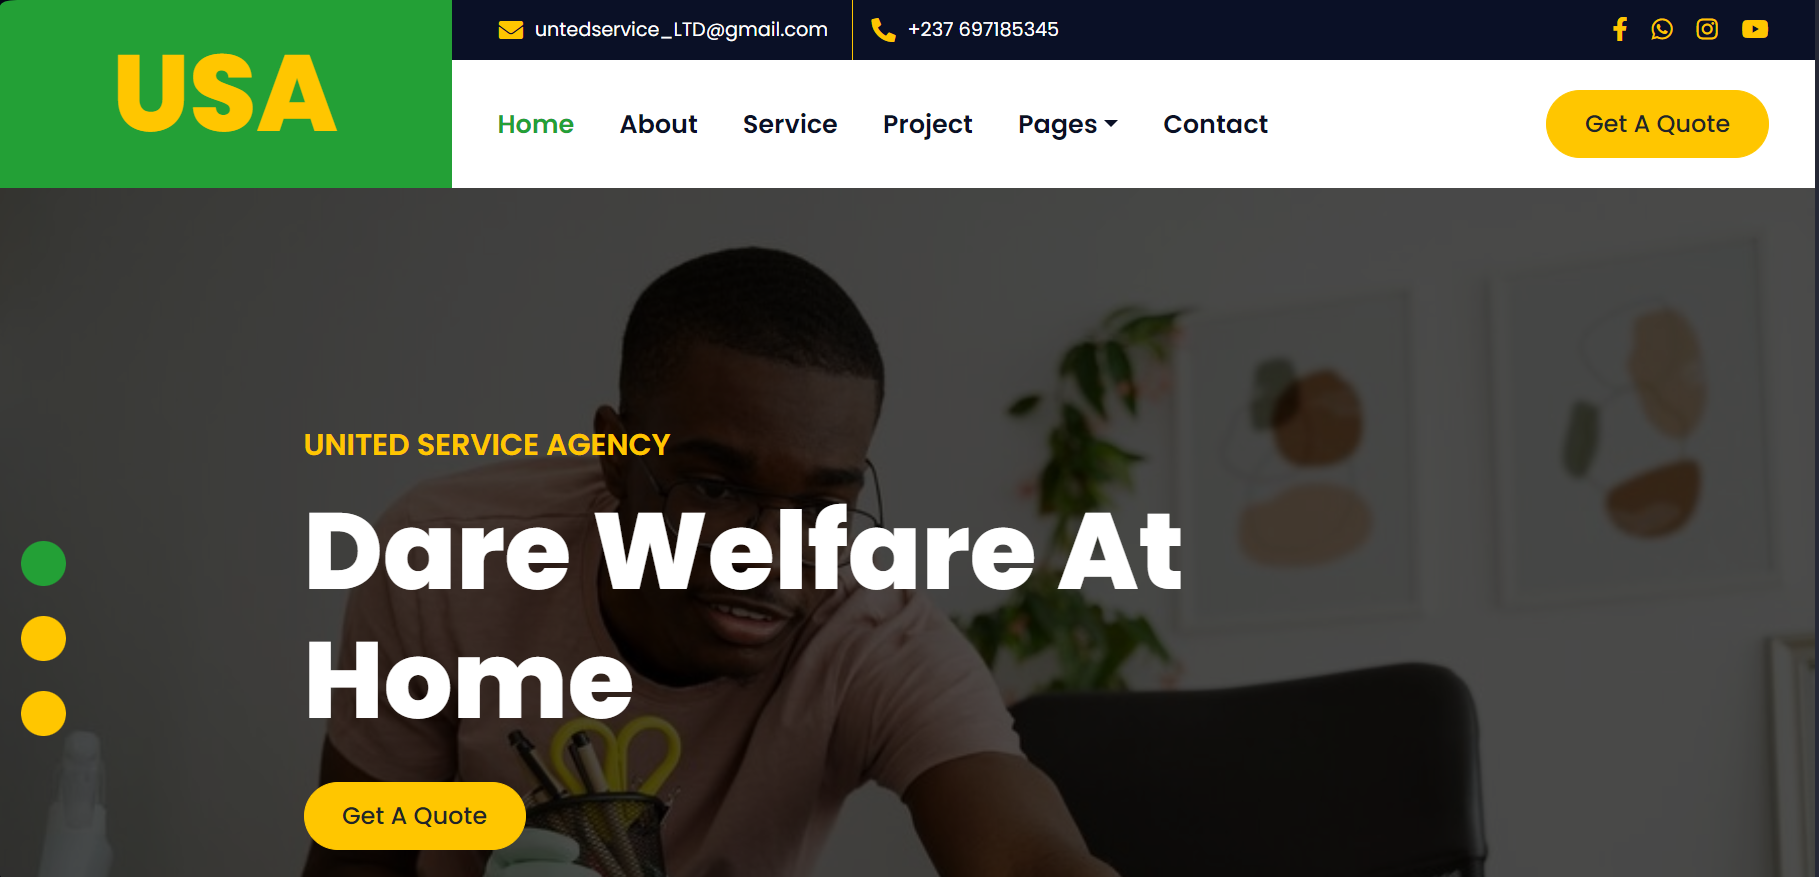 USA
untedservice_LTD@gmail.com
+237 697185345
Home
About
Service
Project
Pages
Contact
Get A Quote
UNITED SERVICE AGENCY
Dare Welfare At
Home
Get A Quote